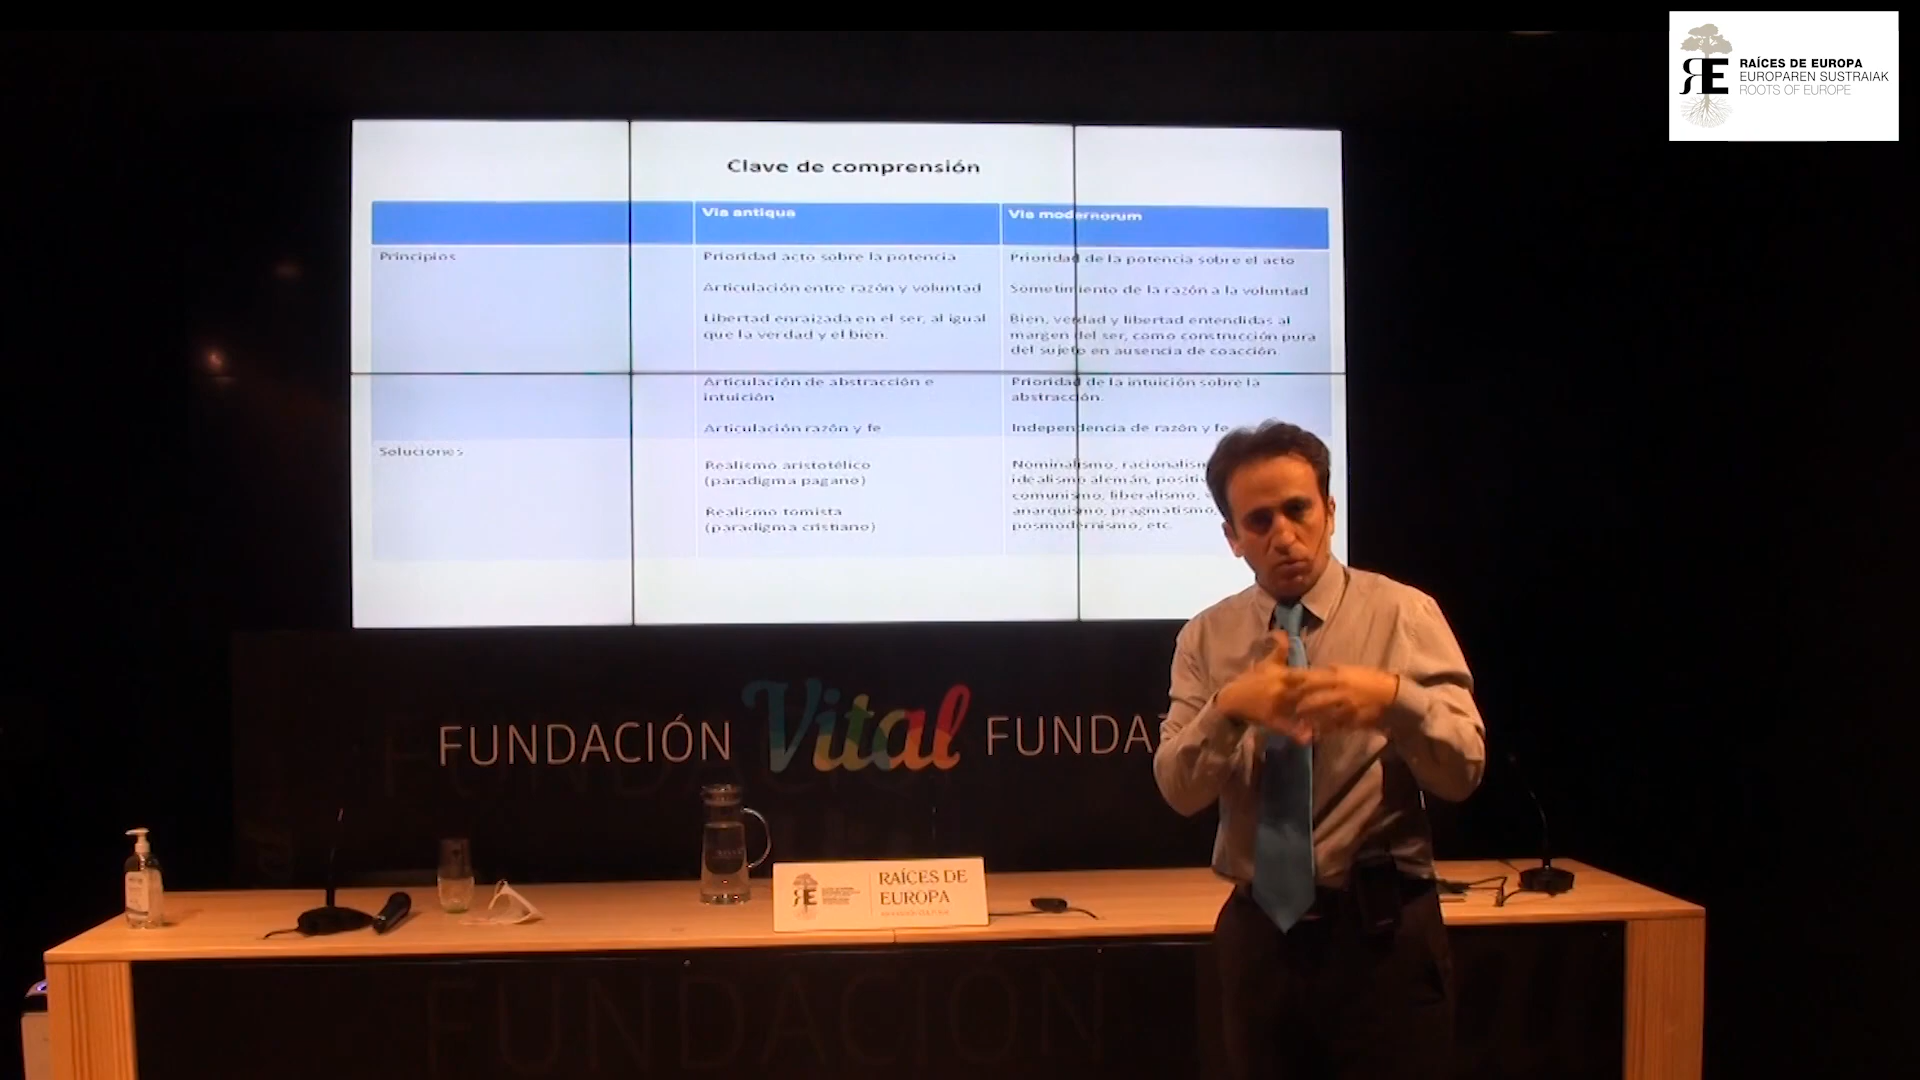 RAÍCES DE EUROPA
EUROPAREN SUSTRAIAK
ROOTS OF EUROPE
Clave de comprensión
Via antiqua
Via modernorum
Principios
Prioridad acto sobre la potencia
Articulación entre razón y voluntad
Libertad enraizada en el ser, al igual
que la verdad y el bien.
Articulación de abstracción e
intuición
Articulación razón y fe
Prioridad de la potencia sobre el acto
Sometimiento de la razón a la voluntad
Bien, verdad y libertad entendidas al
margen del ser, como construcción pura
del sujeto en ausencia de coacción.
Prioridad de la intuición sobre la
abstracción.
Independencia de razón y fe
Soluciones
Realismo aristotélico
(paradigma pagano)
Realismo tomista
(paradigma cristiano)
Nominalismo, racionalism
idealismo alemán, positiv
comunismo, liberalismo,
anarquismo, pragmatismo,
posmodernismo, etc.
FUNDACIÓN Vital FUNDA
RE
RAÍCES DE
EUROPA